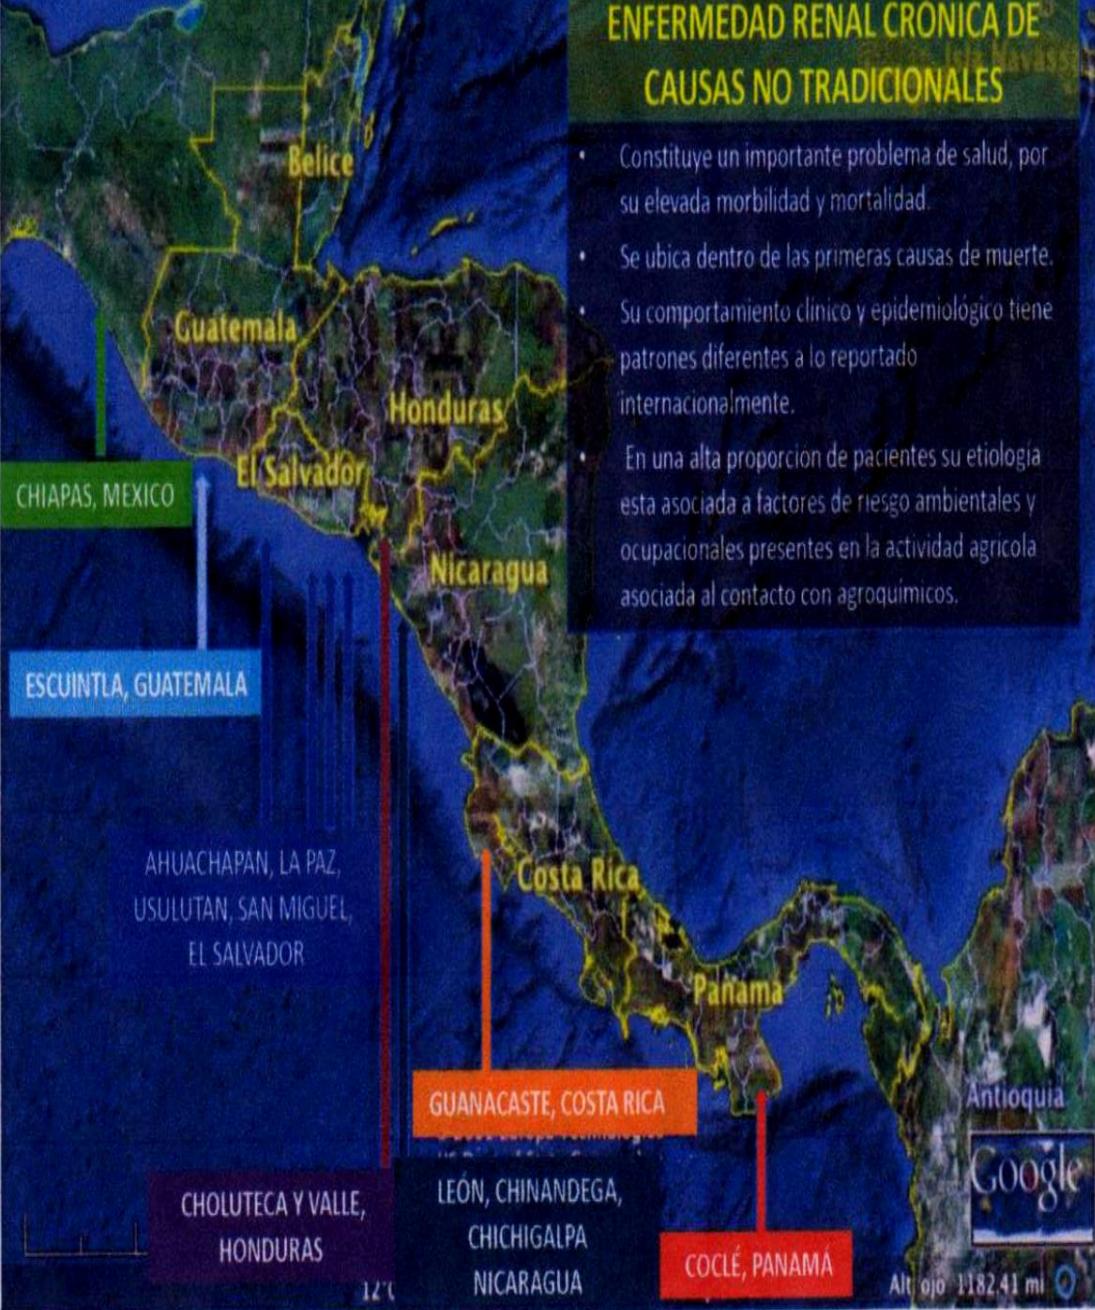 ENFERMEDAD RENAL CRÓNICA DE
CAUSAS NO TRADICIONALES
• Constituye un importante problema de salud, por
su elevada morbilidad y mortalidad.
• Se ubica dentro de las primeras causas de muerte.
• Su comportamiento clínico y epidemiológico tiene
patrones diferentes a lo reportado
internacionalmente.
• En una alta proporción de pacientes su etiología
esta asociada a factores de riesgo ambientales y
ocupacionales presentes en la actividad agrícola
asociada al contacto con agroquímicos.
Belice
Guatemala
Honduras
El Salvador
Nicaragua
Costa Rica
Panamá
Antioquia
CHIAPAS, MEXICO
ESCUINTLA, GUATEMALA
AHUACHAPAN, LA PAZ,
USULUTAN, SAN MIGUEL,
EL SALVADOR
GUANACASTE, COSTA RICA
CHOLUTECA Y VALLE,
HONDURAS
LEÓN, CHINANDEGA,
CHICHIGALPA
NICARAGUA
COCLÉ, PANAMÁ
Google
Alt ojo 1182.41 mi